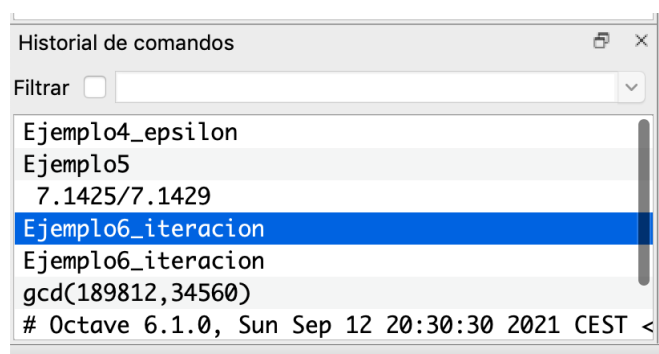 Historial de comandos
Filtrar
Ejemplo4_epsilon
Ejemplo5
7.1425/7.1429
Ejemplo6_iteracion
Ejemplo6_iteracion
gcd(189812,34560)
# Octave 6.1.0, Sun Sep 12 20:30:30 2021 CEST <